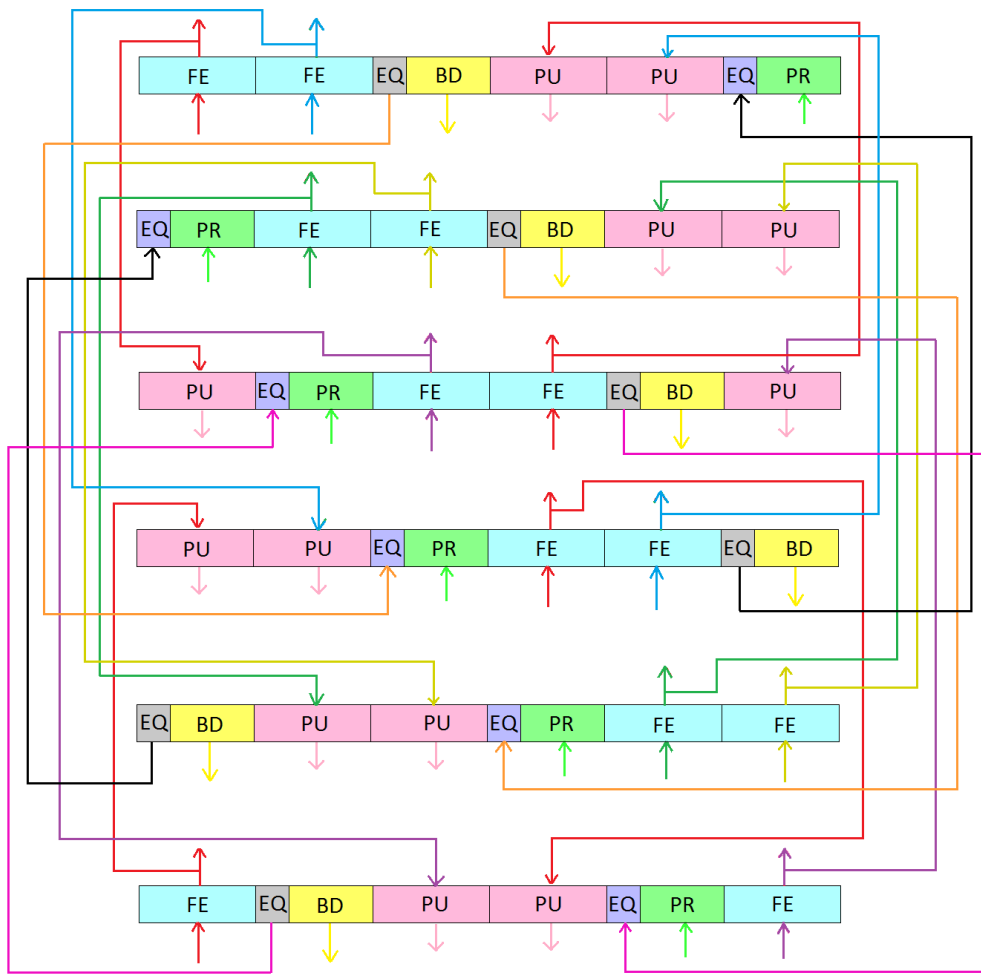 FE FE EQ BD PU PU EQ PR
EQ PR FE FE EQ BD PU PU
PU EQ PR FE FE EQ BD PU
PU PU EQ PR FE FE EQ BD
EQ BD PU PU EQ PR FE FE
FE EQ BD PU PU EQ PR FE